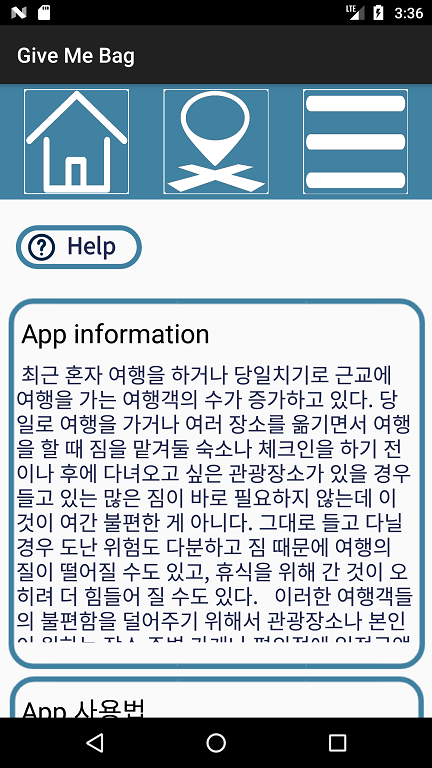 LTE 3:36
Give Me Bag
? Help
App information
최근 혼자 여행을 하거나 당일치기로 근교에
여행을 가는 여행객의 수가 증가하고 있다. 당
일로 여행을 가거나 여러 장소를 옮기면서 여행
을 할 때 짐을 맡겨둘 숙소나 체크인을 하기 전
이나 후에 다녀오고 싶은 관광장소가 있을 경우
들고 있는 많은 짐이 바로 필요하지 않는데 이
것이 여간 불편한 게 아니다. 그대로 들고 다닐
경우 도난 위험도 다분하고 짐 때문에 여행의
질이 떨어질 수도 있고, 휴식을 위해 간 것이 오
히려 더 힘들어 질 수도 있다.   이러한 여행객들
의 불편함을 덜어주기 위해서 관광장소나 본인
App 사용법